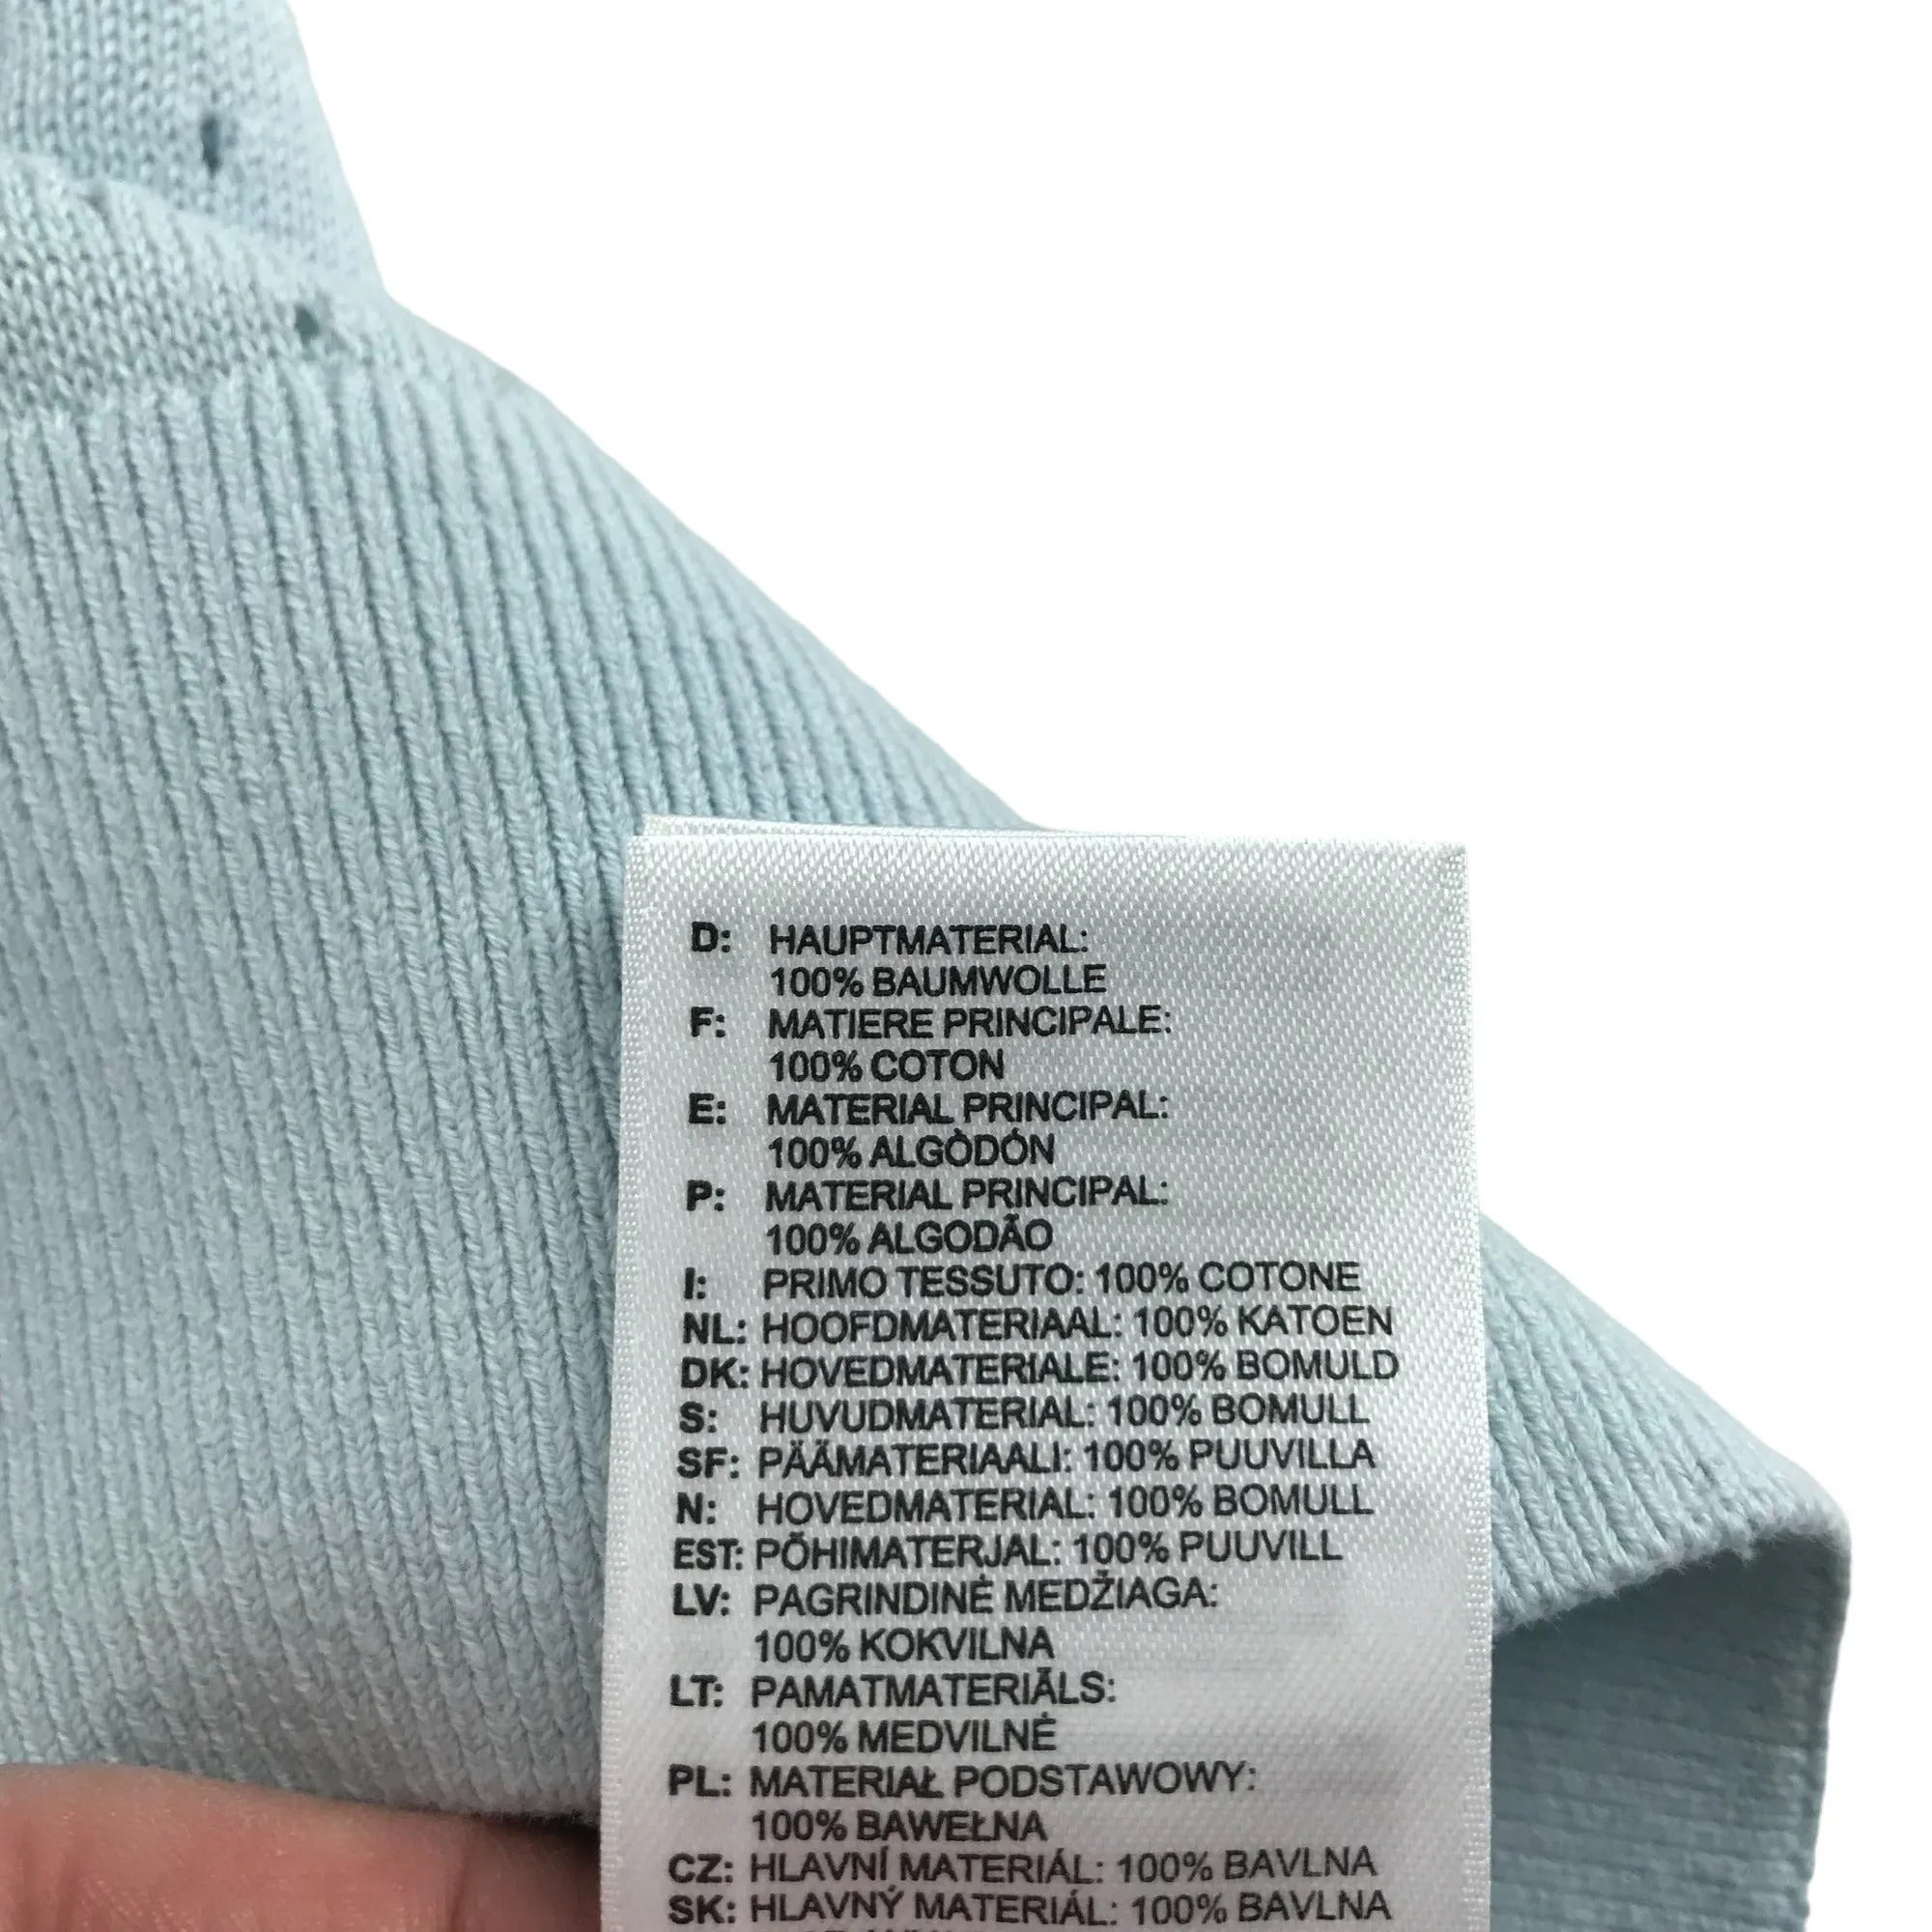 D: HAUPTMATERIAL:
100% BAUMWOLLE
F: MATIERE PRINCIPALE:
100% COTON
E: MATERIAL PRINCIPAL:
100% ALGÒDÓN
P: MATERIAL PRINCIPAL:
100% ALGODÃO
I: PRIMO TESSUTO: 100% COTONE
NL: HOOFDMATERIAAL: 100% KATOEN
DK: HOVEDMATERIALE: 100% BOMULD
S: HUVUDMATERIAL: 100% BOMULL
SF: PÄÄMATERIAALI: 100% PUUVILLA
N: HOVEDMATERIAL: 100% BOMULL
EST: PÕHIMATERJAL: 100% PUUVILL
LV: PAGRINDINĖ MEDŽIAGA:
100% KOKVILNA
LT: PAMATMATERIĀLS:
100% MEDVILNĖ
PL: MATERIAŁ PODSTAWOWY:
100% BAWEŁNA
CZ: HLAVNÍ MATERIÁL: 100% BAVLNA
SK: HLAVNÝ MATERIÁL: 100% BAVLNA